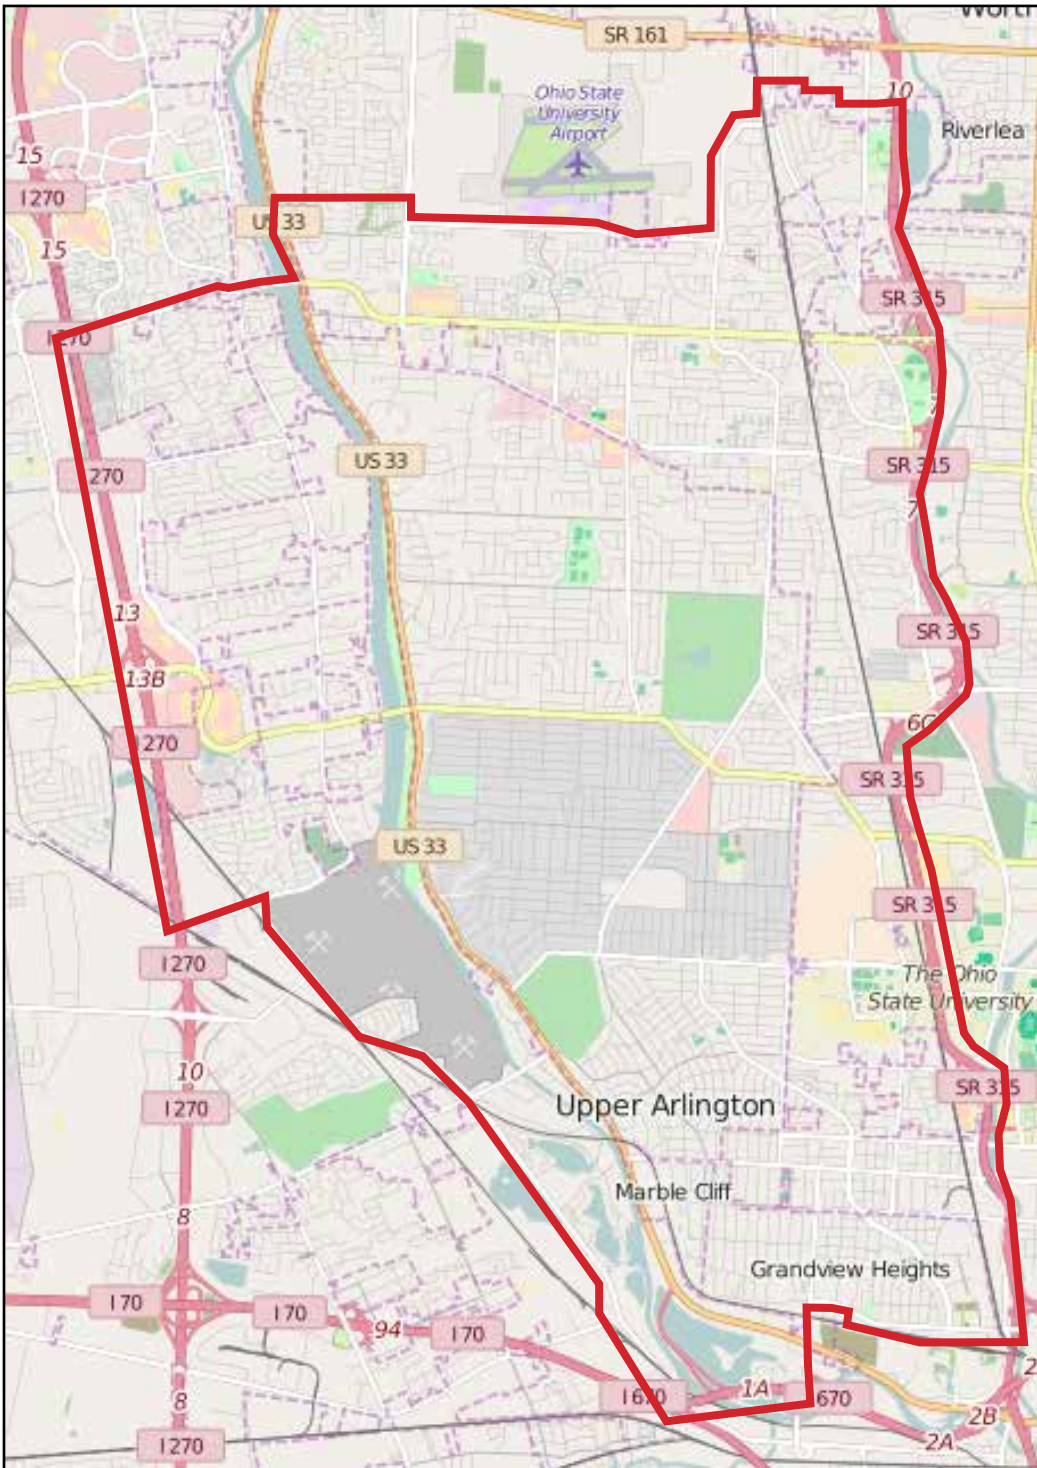 SR 161
10
Ohio State
University
Airport
Riverlea
15
I 270
US 33
15
SR 315
I 270
US 33
SR 315
270
7
13
SR 315
13B
6C
I 270
SR 315
US 33
SR 315
I 270
The Ohio
State University
10
SR 315
I 270
Upper Arlington
Marble Cliff
8
Grandview Heights
I 70
I 70
94
I 70
2
1A
8
I 670
670
2B
2A
I 270